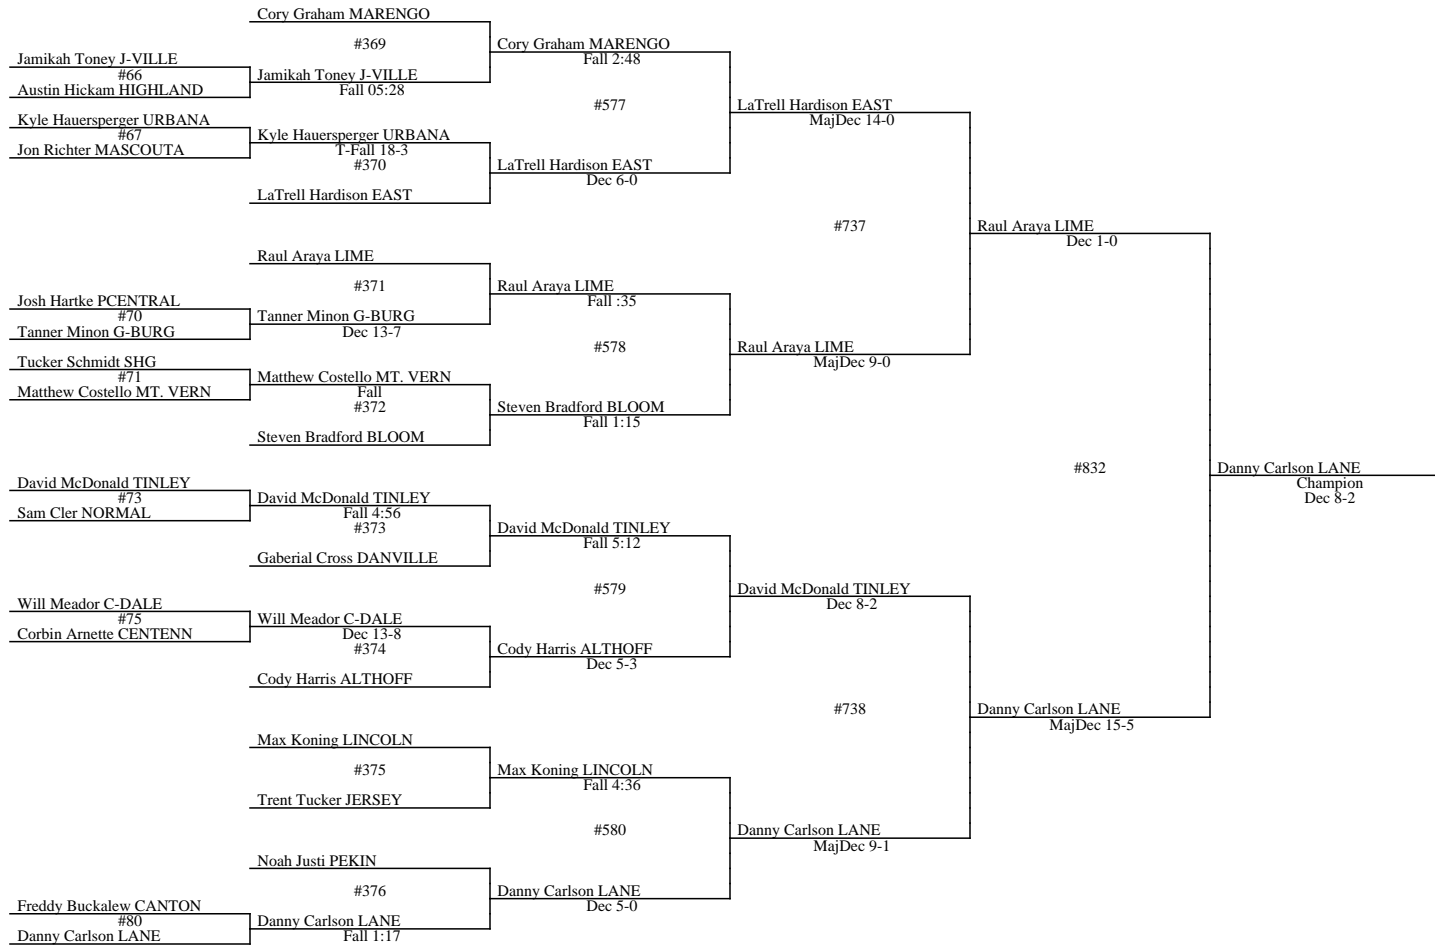 Cory Graham MARENGO
#369
Cory Graham MARENGO
Fall 2:48
Jamikah Toney J-VILLE
#66
Jamikah Toney J-VILLE
Fall 05:28
Austin Hickam HIGHLAND
#577
LaTrell Hardison EAST
MajDec 14-0
Kyle Hauersperger URBANA
#67
Kyle Hauersperger URBANA
T-Fall 18-3
Jon Richter MASCOUTA
#370
LaTrell Hardison EAST
Dec 6-0
LaTrell Hardison EAST
#737
Raul Araya LIME
Dec 1-0
Raul Araya LIME
#371
Raul Araya LIME
Fall :35
Josh Hartke PCENTRAL
#70
Tanner Minon G-BURG
Dec 13-7
Tanner Minon G-BURG
#578
Raul Araya LIME
MajDec 9-0
Tucker Schmidt SHG
#71
Matthew Costello MT. VERN
Fall
Matthew Costello MT. VERN
#372
Steven Bradford BLOOM
Fall 1:15
Steven Bradford BLOOM
#832
Danny Carlson LANE
Champion
Dec 8-2
David McDonald TINLEY
#73
David McDonald TINLEY
Fall 4:56
Sam Cler NORMAL
#373
David McDonald TINLEY
Fall 5:12
Gaberial Cross DANVILLE
#579
David McDonald TINLEY
Dec 8-2
Will Meador C-DALE
#75
Will Meador C-DALE
Dec 13-8
Corbin Arnette CENTENN
#374
Cody Harris ALTHOFF
Dec 5-3
Cody Harris ALTHOFF
#738
Danny Carlson LANE
MajDec 15-5
Max Koning LINCOLN
#375
Max Koning LINCOLN
Fall 4:36
Trent Tucker JERSEY
#580
Danny Carlson LANE
MajDec 9-1
Noah Justi PEKIN
#376
Danny Carlson LANE
Dec 5-0
Freddy Buckalew CANTON
#80
Danny Carlson LANE
Fall 1:17
Danny Carlson LANE